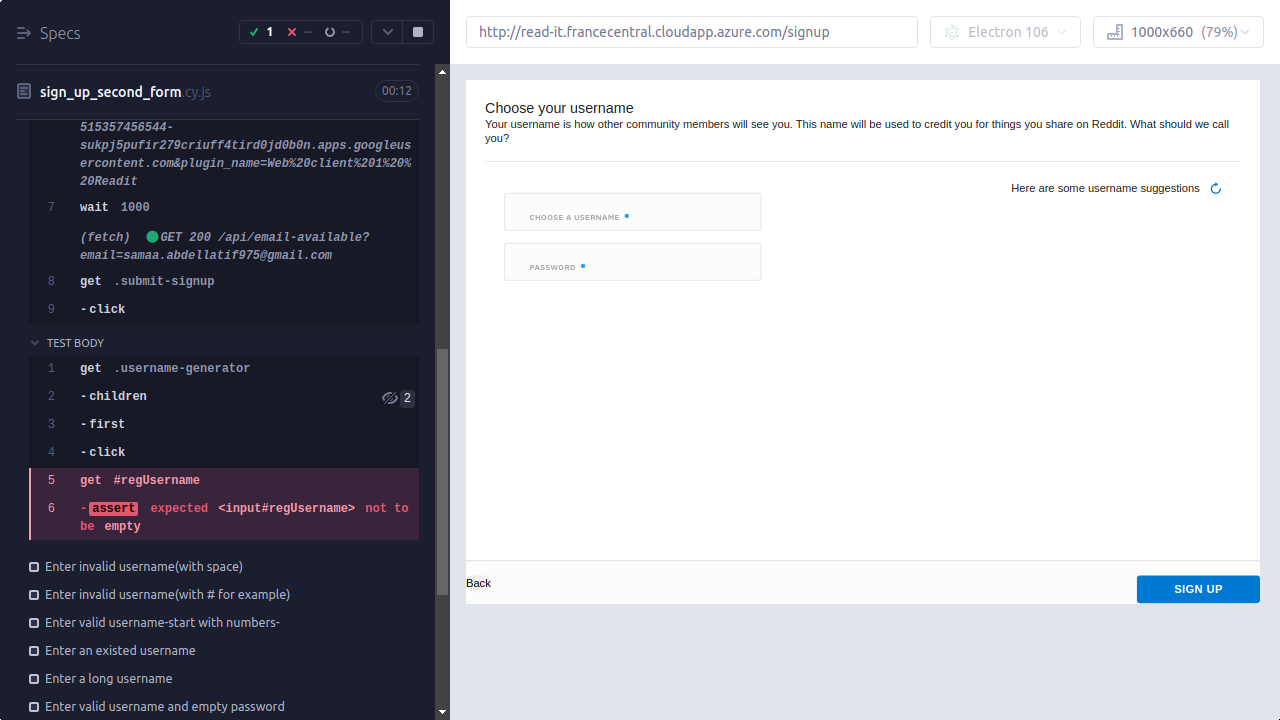 Specs
1
--
--
sign_up_second_form.cy.js
00:12
515357456544-
sukpj5pufir279criuff4tird0jd0b0n.apps.googleus
ercontent.com&plugin_name=Web%20client%201%20%
20Readit
7 wait 1000
(fetch) GET 200 /api/email-available?
email=samaa.abdellatif975@gmail.com
8 get .submit-signup
9 -click
TEST BODY
1 get .username-generator
2 -children 2
3 -first
4 -click
5 get #regUsername
6 -assert expected <input#regUsername> not to
be empty
Enter invalid username(with space)
Enter invalid username(with # for example)
Enter valid username-start with numbers-
Enter an existed username
Enter a long username
Enter valid username and empty password
http://read-it.francecentral.cloudapp.azure.com/signup
Electron 106
1000x660 (79%)
Choose your username
Your username is how other community members will see you. This name will be used to credit you for things you share on Reddit. What should we call
you?
Here are some username suggestions
CHOOSE A USERNAME
PASSWORD
Back
SIGN UP